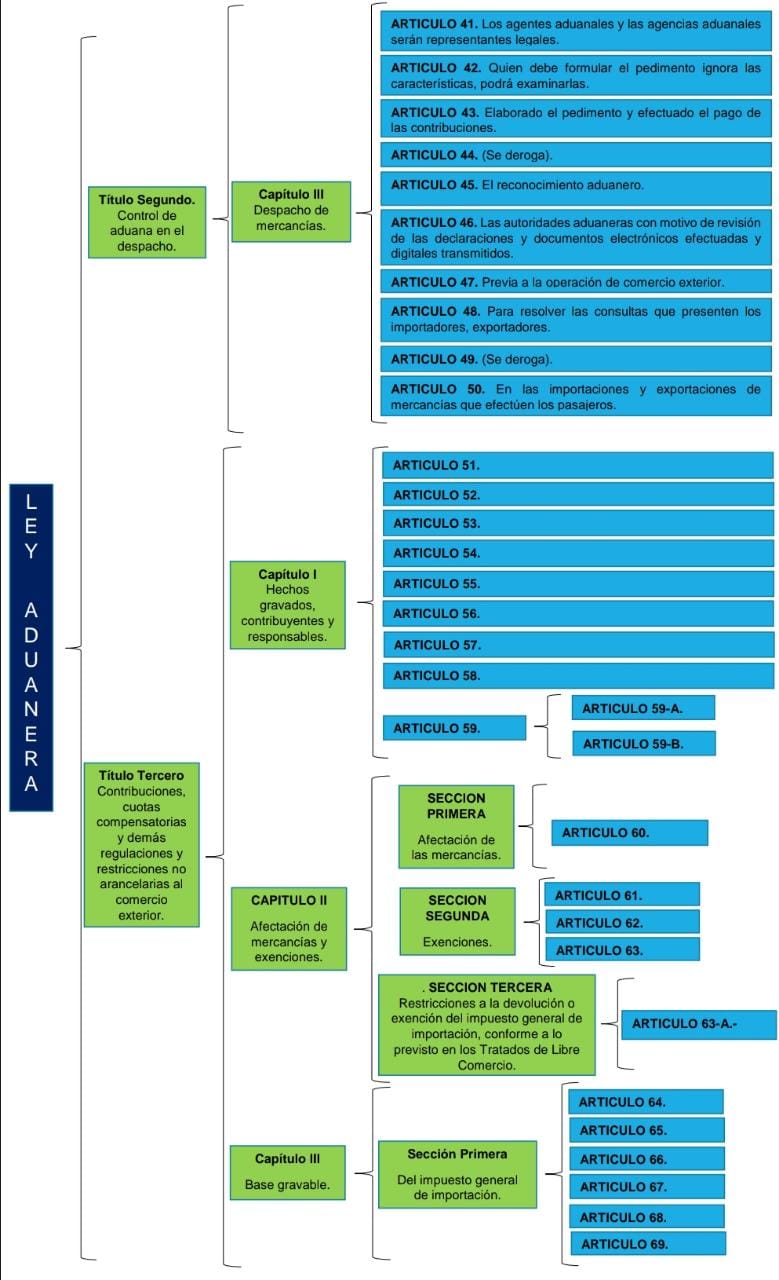 LEY ADUANERA
Título Segundo.
Control de
aduana en el
despacho.
Capítulo III
Despacho de
mercancías.
ARTICULO 41. Los agentes aduanales y las agencias aduanales
serán representantes legales.
ARTICULO 42. Quien debe formular el pedimento ignora las
características, podrá examinarlas.
ARTICULO 43. Elaborado el pedimento y efectuado el pago de
las contribuciones.
ARTICULO 44. (Se deroga).
ARTICULO 45. El reconocimiento aduanero.
ARTICULO 46. Las autoridades aduaneras con motivo de revisión
de las declaraciones y documentos electrónicos efectuadas y
digitales transmitidos.
ARTICULO 47. Previa a la operación de comercio exterior.
ARTICULO 48. Para resolver las consultas que presenten los
importadores, exportadores.
ARTICULO 49. (Se deroga).
ARTICULO 50. En las importaciones y exportaciones de
mercancías que efectúen los pasajeros.
Título Tercero
Contribuciones,
cuotas
compensatorias
y demás
regulaciones y
restricciones no
arancelarias al
comercio
exterior.
Capítulo I
Hechos
gravados,
contribuyentes y
responsables.
ARTICULO 51.
ARTICULO 52.
ARTICULO 53.
ARTICULO 54.
ARTICULO 55.
ARTICULO 56.
ARTICULO 57.
ARTICULO 58.
ARTICULO 59.
ARTICULO 59-A.
ARTICULO 59-B.
CAPITULO II
Afectación de
mercancías y
exenciones.
SECCION
PRIMERA
Afectación de
las mercancías.
ARTICULO 60.
SECCION
SEGUNDA
Exenciones.
ARTICULO 61.
ARTICULO 62.
ARTICULO 63.
. SECCION TERCERA
Restricciones a la devolución o
exención del impuesto general de
importación, conforme a lo
previsto en los Tratados de Libre
Comercio.
ARTICULO 63-A.-
Capítulo III
Base gravable.
Sección Primera
Del impuesto general
de importación.
ARTICULO 64.
ARTICULO 65.
ARTICULO 66.
ARTICULO 67.
ARTICULO 68.
ARTICULO 69.